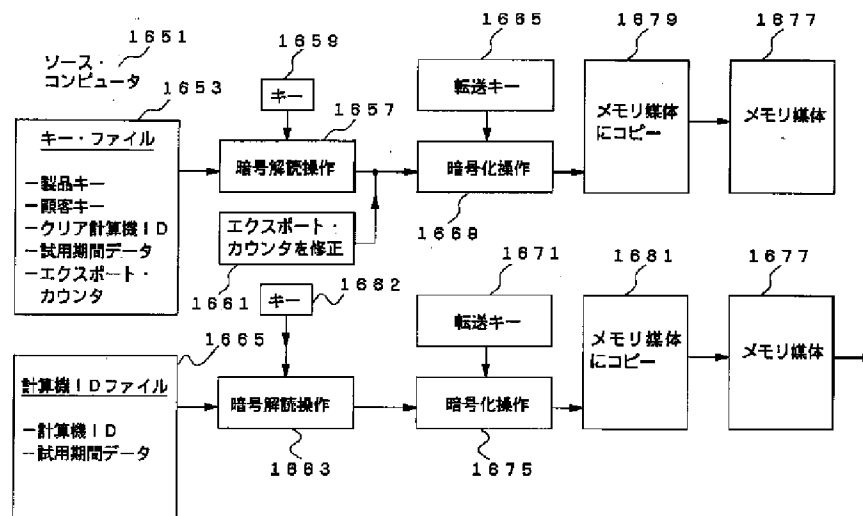 ソース・
コンピュータ
1651
1653
キー・ファイル
－製品キー
－顧客キー
－クリア計算機ID
－試用期間データ
－エクスポート・
カウンタ
1659
キー
1657
暗号解読操作
エクスポート・
カウンタを修正
1661
1665
転送キー
暗号化操作
1669
1679
メモリ媒体
にコピー
1677
メモリ媒体
1665
計算機IDファイル
－計算機ID
－試用期間データ
1662
キー
暗号解読操作
1663
1671
転送キー
暗号化操作
1675
1681
メモリ媒体
にコピー
1677
メモリ媒体